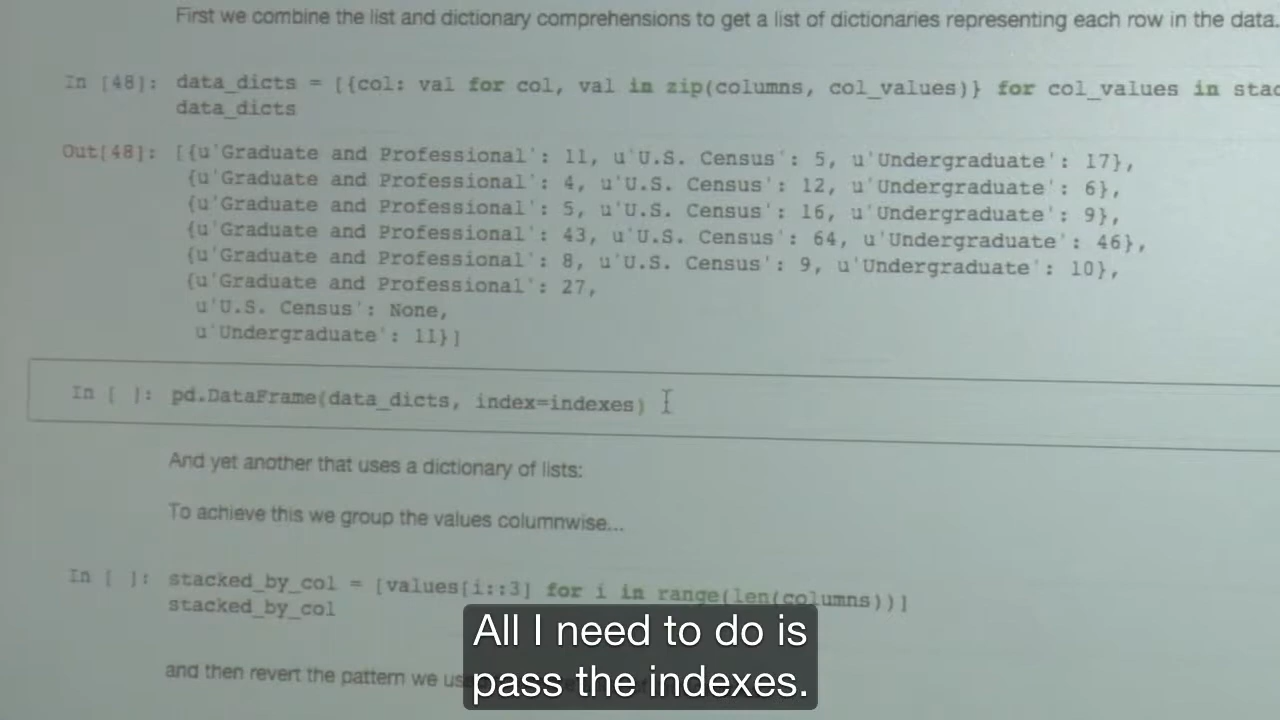 First we combine the list and dictionary comprehensions to get a list of dictionaries representing each row in the data.
In [48]: data_dicts = [{col: val for col, val in zip(columns, col_values)} for col_values in stac
data_dicts
Out[48]: [{u'Graduate and Professional': 11, u'U.S. Census': 5, u'Undergraduate': 17},
{u'Graduate and Professional': 4, u'U.S. Census': 12, u'Undergraduate': 6},
{u'Graduate and Professional': 5, u'U.S. Census': 16, u'Undergraduate': 9},
{u'Graduate and Professional': 43, u'U.S. Census': 64, u'Undergraduate': 46},
{u'Graduate and Professional': 8, u'U.S. Census': 9, u'Undergraduate': 10},
{u'Graduate and Professional': 27,
u'U.S. Census': None,
u'Undergraduate': 11}]
In [ ]: pd.DataFrame(data_dicts, index=indexes)
And yet another that uses a dictionary of lists:
To achieve this we group the values columnwise...
In [ ]: stacked_by_col = [values[i::3] for i in range(len(columns))]
stacked_by_col
and then revert the pattern we
All I need to do is
pass the indexes.